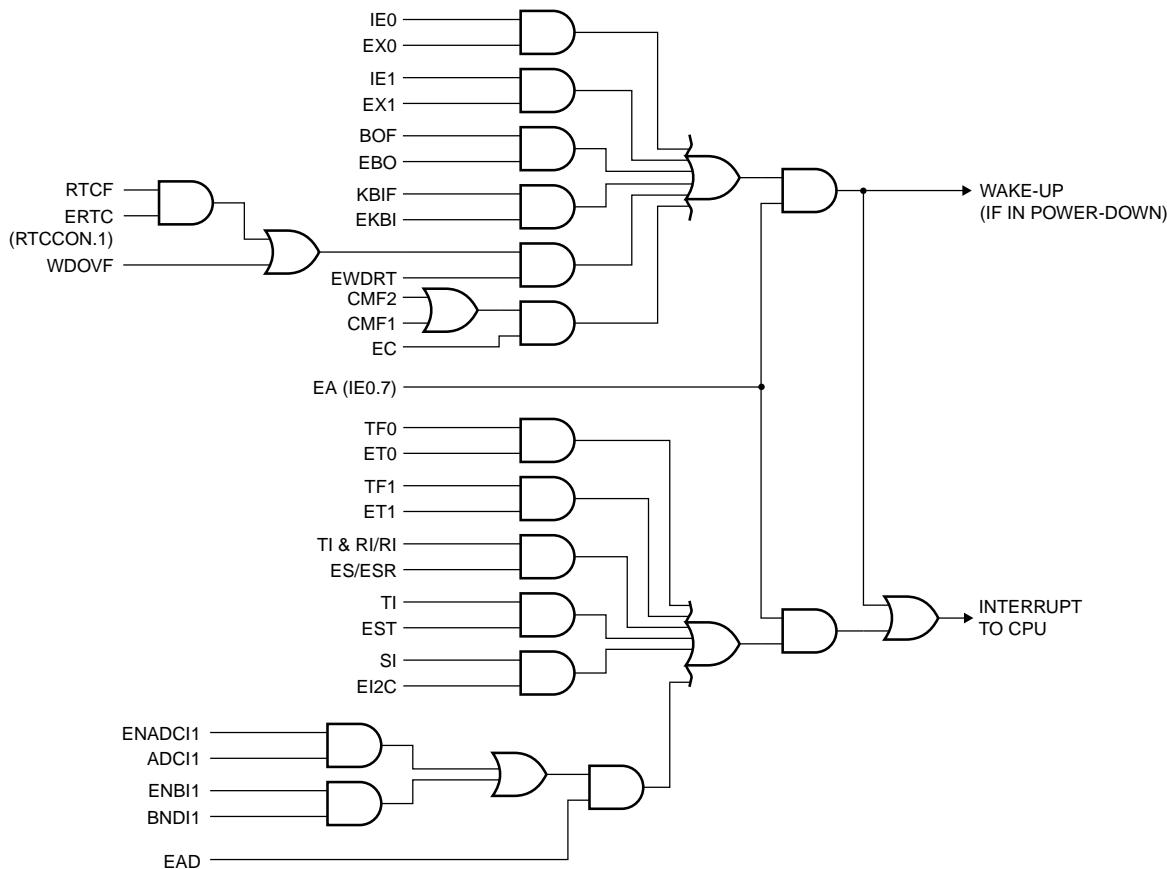 IE0
EX0
IE1
EX1
BOF
EBO
KBIF
EKBI
RTCF
ERTC
(RTCCON.1)
WDOVF
EWDRT
CMF2
CMF1
EC
WAKE-UP
(IF IN POWER-DOWN)
EA (IE0.7)
TF0
ET0
TF1
ET1
TI & RI/RI
ES/ESR
TI
EST
SI
EI2C
INTERRUPT
TO CPU
ENADCI1
ADCI1
ENBI1
BNDI1
EAD